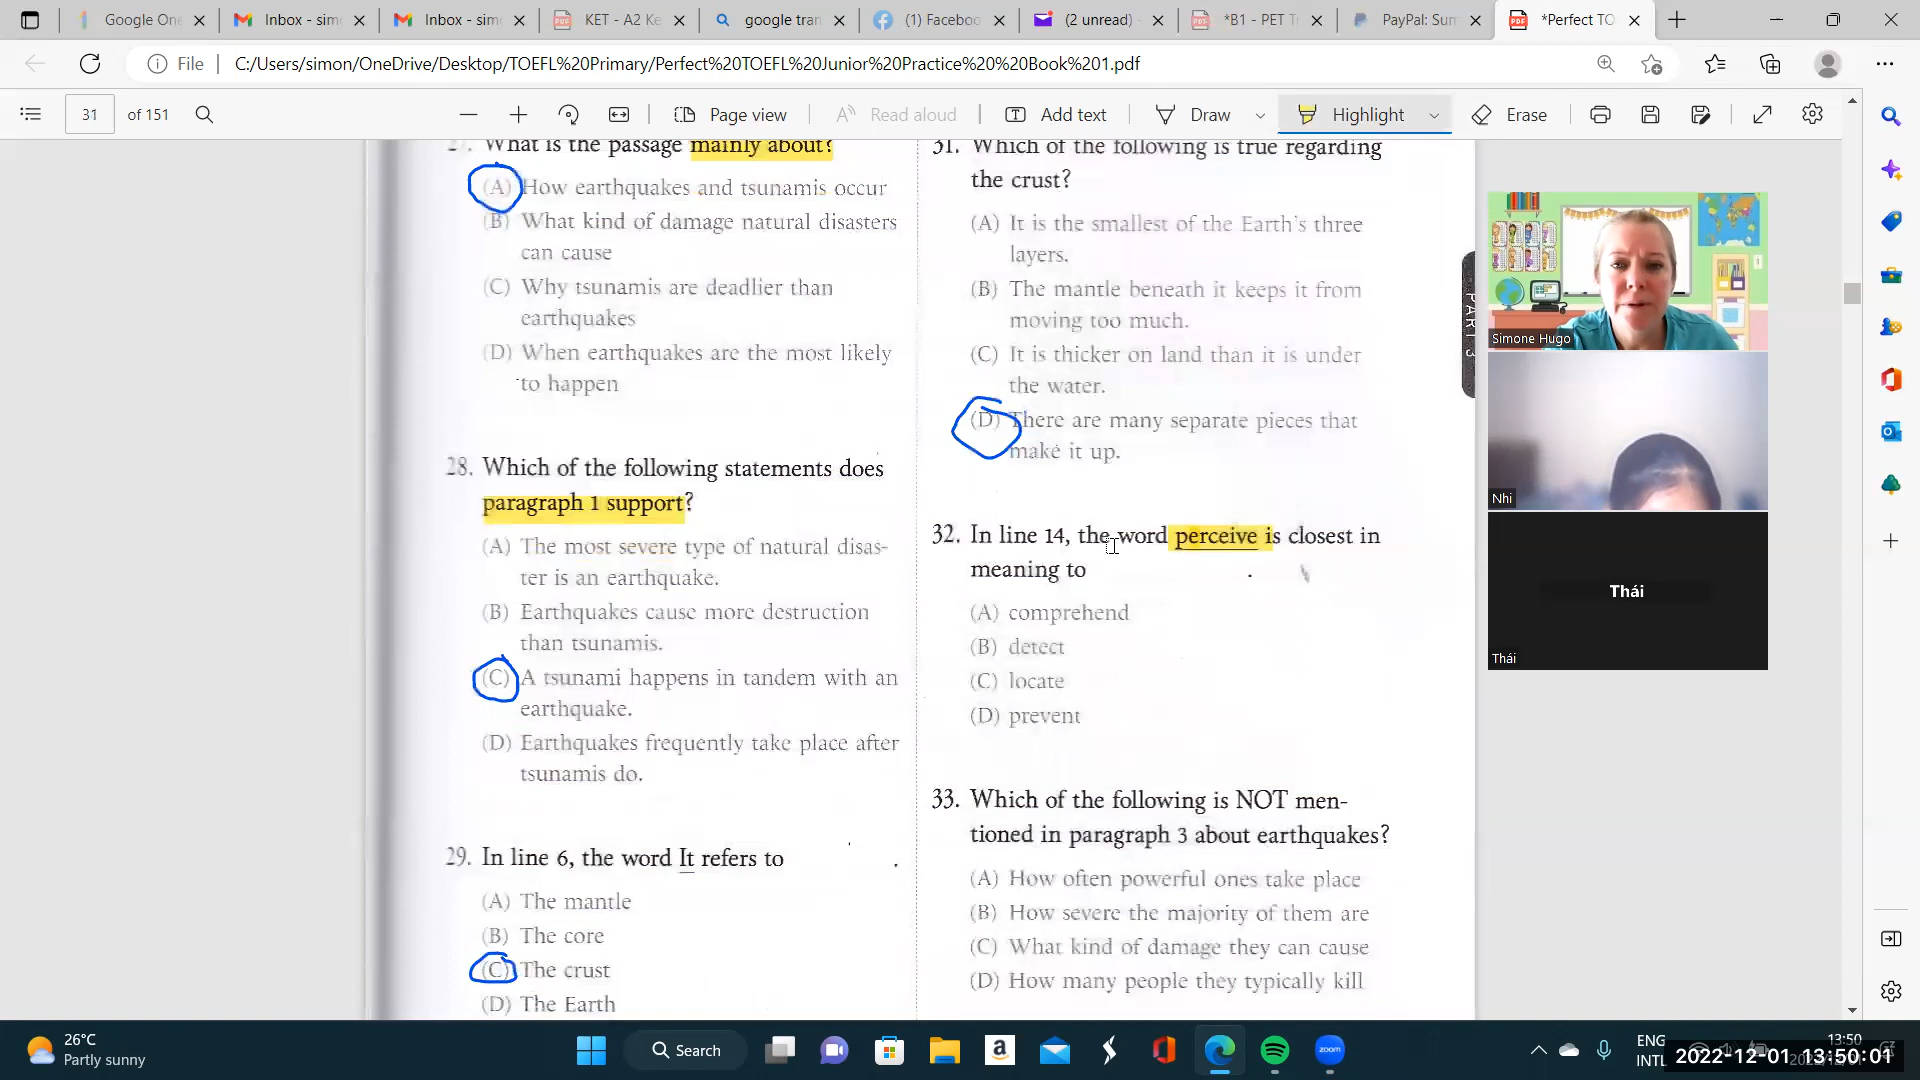 Google One
Inbox - simo
Inbox - simo
KET - A2 Ke
google tran
(1) Faceboo
(2 unread) -
*B1 - PET Tr
PayPal: Sum
*Perfect TO
File
C:/Users/simon/OneDrive/Desktop/TOEFL%20Primary/Perfect%20TOEFL%20Junior%20Practice%20%20Book%201.pdf
31 of 151
Page view
Read aloud
Add text
Draw
Highlight
Erase
What is the passage mainly about?
(A) How earthquakes and tsunamis occur
(B) What kind of damage natural disasters
can cause
(C) Why tsunamis are deadlier than
earthquakes
(D) When earthquakes are the most likely
to happen
28. Which of the following statements does
paragraph 1 support?
(A) The most severe type of natural disas-
ter is an earthquake.
(B) Earthquakes cause more destruction
than tsunamis.
(C) A tsunami happens in tandem with an
earthquake.
(D) Earthquakes frequently take place after
tsunamis do.
29. In line 6, the word It refers to
(A) The mantle
(B) The core
(C) The crust
(D) The Earth
31. Which of the following is true regarding
the crust?
(A) It is the smallest of the Earth's three
layers.
(B) The mantle beneath it keeps it from
moving too much.
(C) It is thicker on land than it is under
the water.
(D) There are many separate pieces that
make it up.
32. In line 14, the word perceive is closest in
meaning to
(A) comprehend
(B) detect
(C) locate
(D) prevent
33. Which of the following is NOT men-
tioned in paragraph 3 about earthquakes?
(A) How often powerful ones take place
(B) How severe the majority of them are
(C) What kind of damage they can cause
(D) How many people they typically kill
PART 3
Simone Hugo
Nhi
Thái
Thái
26°C
Partly sunny
Search
zoom
ENG
INTL
13:50
2022-12-01 13:50:01